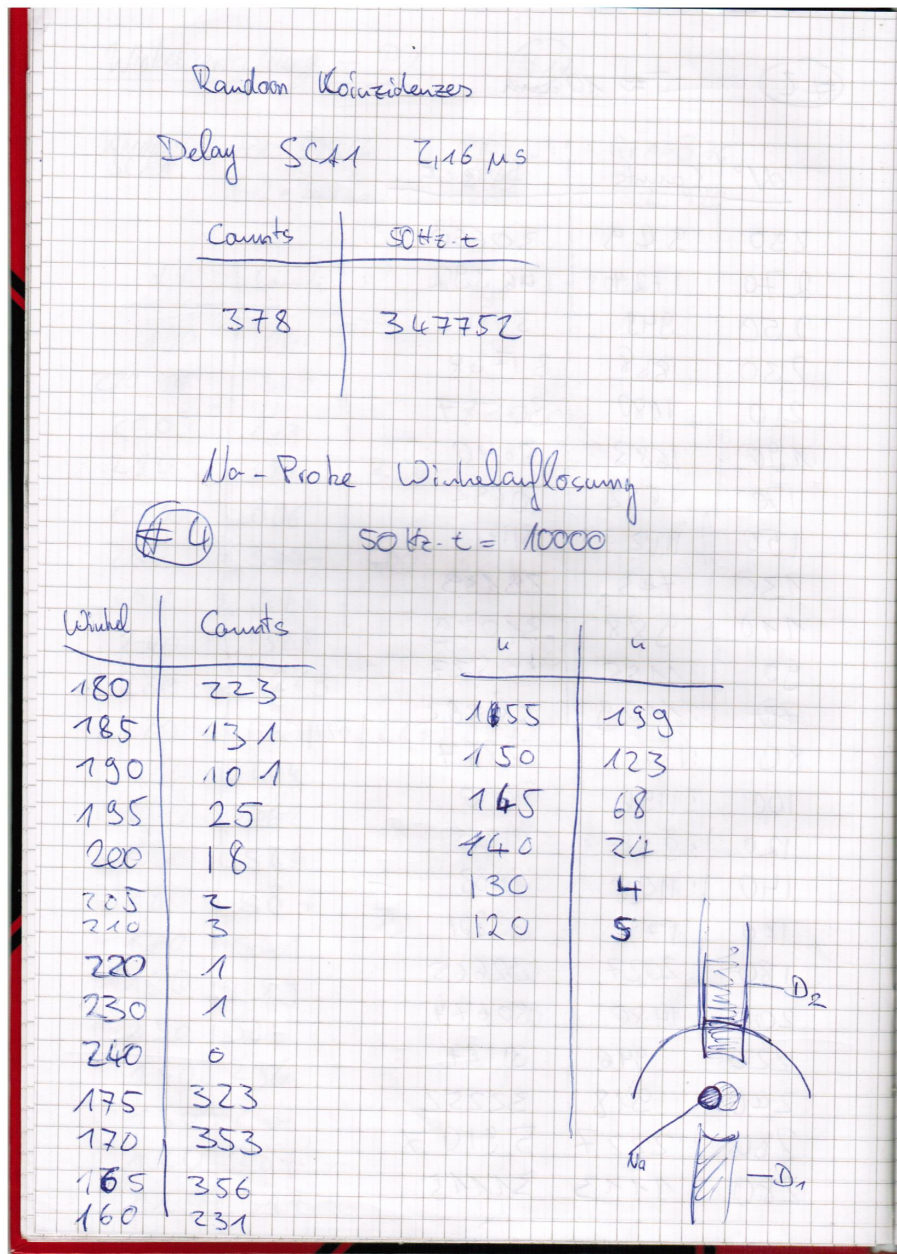 Random Koinzidenzen
Delay SCA1 2,16 µs
Counts 50Hz·t
378 347752
Na-Probe Winkelauflösung
#4 50Hz·t = 10000
Winkel Counts
180 223
185 131
190 101
195 25
200 18
205 2
210 3
220 1
230 1
240 0
175 323
170 353
165 356
160 231
" "
155 199
150 123
145 68
140 24
130 4
120 5
D2
Na
D1